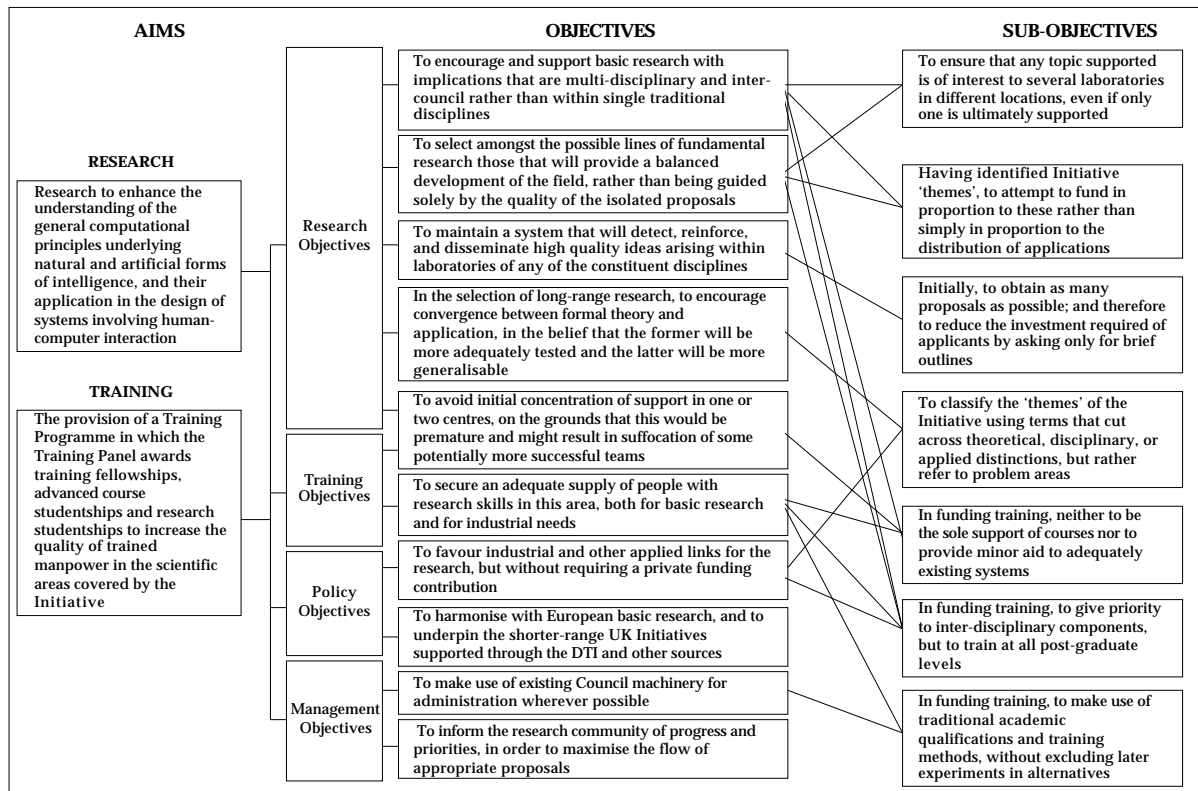 AIMS
OBJECTIVES
SUB-OBJECTIVES
RESEARCH
Research to enhance the
understanding of the
general computational
principles underlying
natural and artificial forms
of intelligence, and their
application in the design of
systems involving human-
computer interaction
TRAINING
The provision of a Training
Programme in which the
Training Panel awards
training fellowships,
advanced course
studentships and research
studentships to increase the
quality of trained
manpower in the scientific
areas covered by the
Initiative
Research
Objectives
Training
Objectives
Policy
Objectives
Management
Objectives
To encourage and support basic research with
implications that are multi-disciplinary and inter-
council rather than within single traditional
disciplines
To select amongst the possible lines of fundamental
research those that will provide a balanced
development of the field, rather than being guided
solely by the quality of the isolated proposals
To maintain a system that will detect, reinforce,
and disseminate high quality ideas arising within
laboratories of any of the constituent disciplines
In the selection of long-range research, to encourage
convergence between formal theory and
application, in the belief that the former will be
more adequately tested and the latter will be more
generalisable
To avoid initial concentration of support in one or
two centres, on the grounds that this would be
premature and might result in suffocation of some
potentially more successful teams
To secure an adequate supply of people with
research skills in this area, both for basic research
and for industrial needs
To favour industrial and other applied links for the
research, but without requiring a private funding
contribution
To harmonise with European basic research, and to
underpin the shorter-range UK Initiatives
supported through the DTI and other sources
To make use of existing Council machinery for
administration wherever possible
To inform the research community of progress and
priorities, in order to maximise the flow of
appropriate proposals
To ensure that any topic supported
is of interest to several laboratories
in different locations, even if only
one is ultimately supported
Having identified Initiative
‘themes’, to attempt to fund in
proportion to these rather than
simply in proportion to the
distribution of applications
Initially, to obtain as many
proposals as possible; and therefore
to reduce the investment required of
applicants by asking only for brief
outlines
To classify the ‘themes’ of the
Initiative using terms that cut
across theoretical, disciplinary, or
applied distinctions, but rather
refer to problem areas
In funding training, neither to be
the sole support of courses nor to
provide minor aid to adequately
existing systems
In funding training, to give priority
to inter-disciplinary components,
but to train at all post-graduate
levels
In funding training, to make use of
traditional academic
qualifications and training
methods, without excluding later
experiments in alternatives